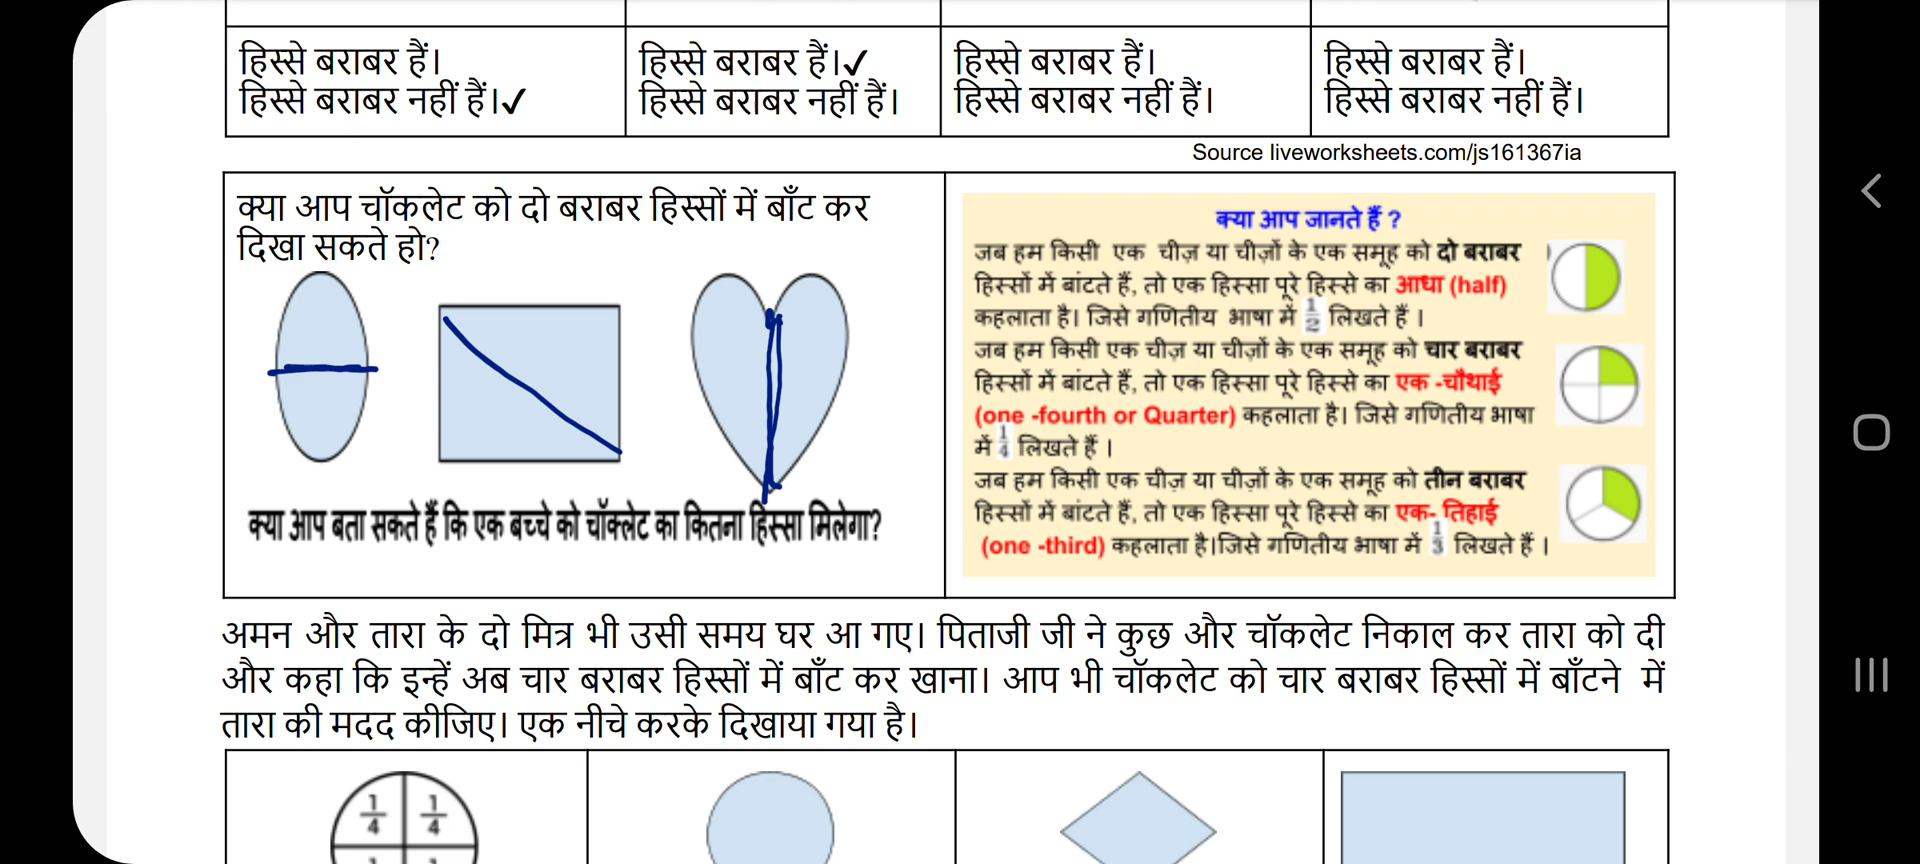 हिस्से बराबर हैं।
हिस्से बराबर नहीं हैं।✓
हिस्से बराबर हैं।✓
हिस्से बराबर नहीं हैं।
हिस्से बराबर हैं।
हिस्से बराबर नहीं हैं।
हिस्से बराबर हैं।
हिस्से बराबर नहीं हैं।
Source liveworksheets.com/js161367ia
क्या आप चॉकलेट को दो बराबर हिस्सों में बाँट कर
दिखा सकते हो?
क्या आप बता सकते हैं कि एक बच्चे को चॉक्लेट का कितना हिस्सा मिलेगा?
क्या आप जानते हैं ?
जब हम किसी एक चीज़ या चीज़ों के एक समूह को दो बराबर
हिस्सों में बांटते हैं, तो एक हिस्सा पूरे हिस्से का आधा (half)
कहलाता है। जिसे गणितीय भाषा में 1/2 लिखते हैं ।
जब हम किसी एक चीज़ या चीज़ों के एक समूह को चार बराबर
हिस्सों में बांटते हैं, तो एक हिस्सा पूरे हिस्से का एक -चौथाई
(one -fourth or Quarter) कहलाता है। जिसे गणितीय भाषा
में 1/4 लिखते हैं ।
जब हम किसी एक चीज़ या चीज़ों के एक समूह को तीन बराबर
हिस्सों में बांटते हैं, तो एक हिस्सा पूरे हिस्से का एक- तिहाई
(one -third) कहलाता है।जिसे गणितीय भाषा में 1/3 लिखते हैं ।
अमन और तारा के दो मित्र भी उसी समय घर आ गए। पिताजी जी ने कुछ और चॉकलेट निकाल कर तारा को दी
और कहा कि इन्हें अब चार बराबर हिस्सों में बाँट कर खाना। आप भी चॉकलेट को चार बराबर हिस्सों में बाँटने में
तारा की मदद कीजिए। एक नीचे करके दिखाया गया है।
1/4 1/4